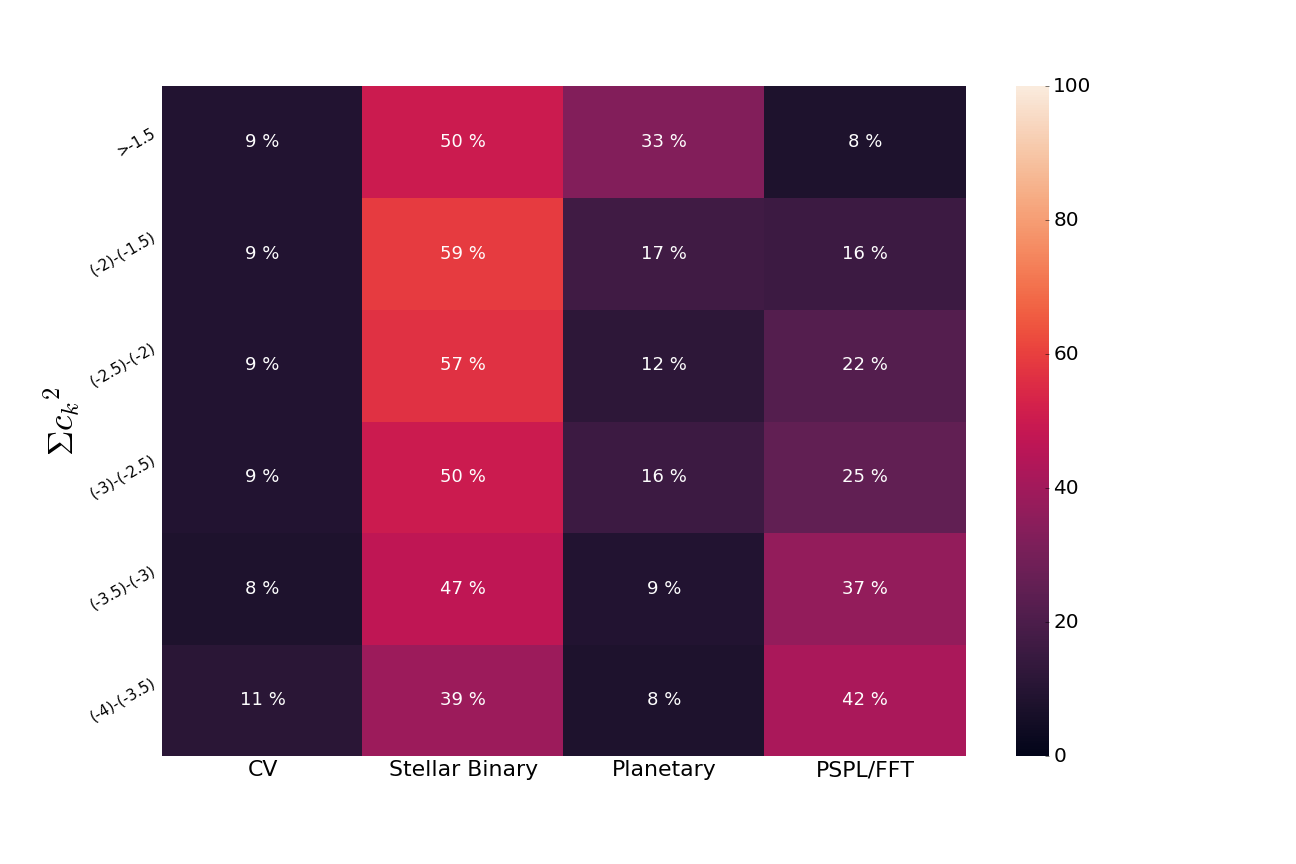 >-1.5 9 % 50 % 33 % 8 %
(-2)-(-1.5) 9 % 59 % 17 % 16 %
(-2.5)-(-2) 9 % 57 % 12 % 22 %
(-3)-(-2.5) 9 % 50 % 16 % 25 %
(-3.5)-(-3) 8 % 47 % 9 % 37 %
(-4)-(-3.5) 11 % 39 % 8 % 42 %
CV Stellar Binary Planetary PSPL/FFT
Σcₖ²
100
80
60
40
20
0